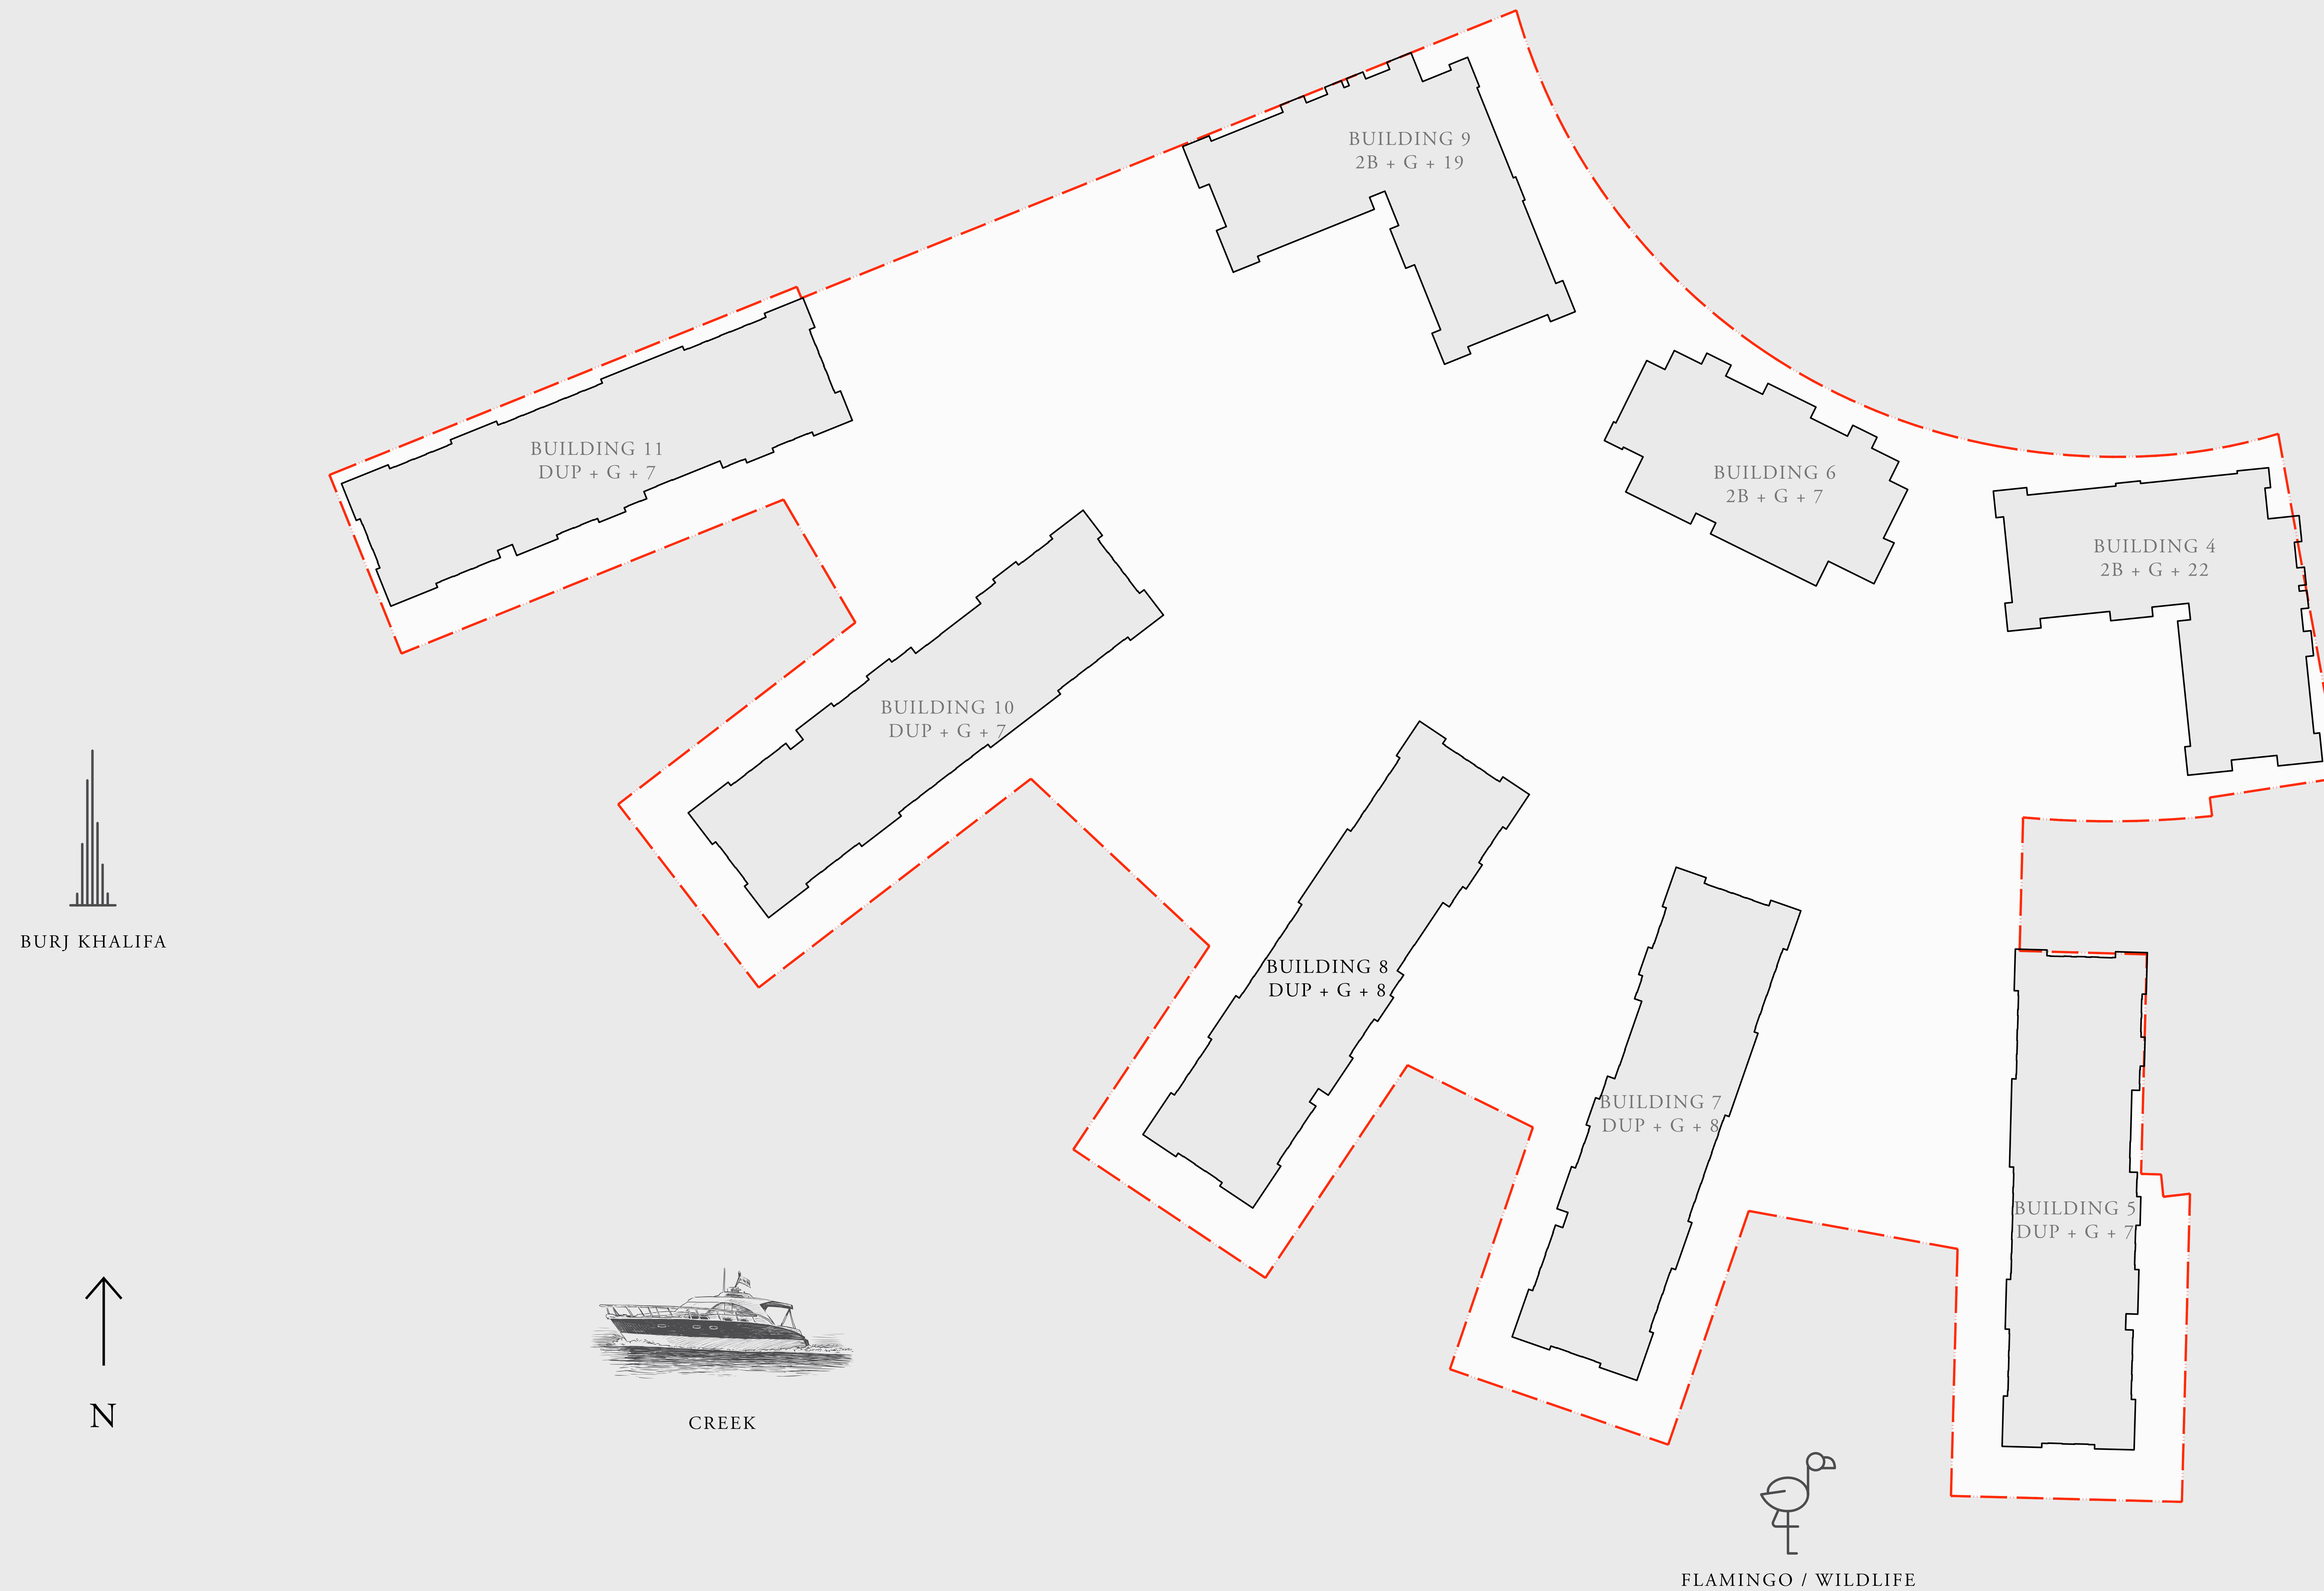 BUILDING 9
2B + G + 19
BUILDING 11
DUP + G + 7
BUILDING 6
2B + G + 7
BUILDING 4
2B + G + 22
BUILDING 10
DUP + G + 7
BURJ KHALIFA
BUILDING 8
DUP + G + 8
BUILDING 7
DUP + G + 8
BUILDING 5
DUP + G + 7
N
CREEK
FLAMINGO / WILDLIFE